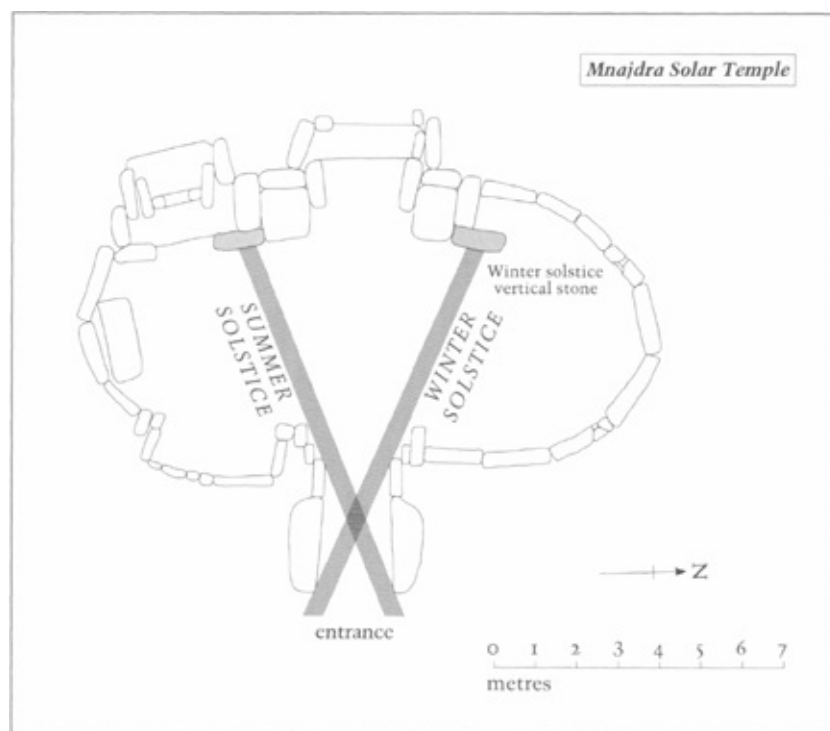 Mnajdra Solar Temple
Winter solstice
vertical stone
SUMMER
SOLSTICE
WINTER
SOLSTICE
N
entrance
0 1 2 3 4 5 6 7
metres